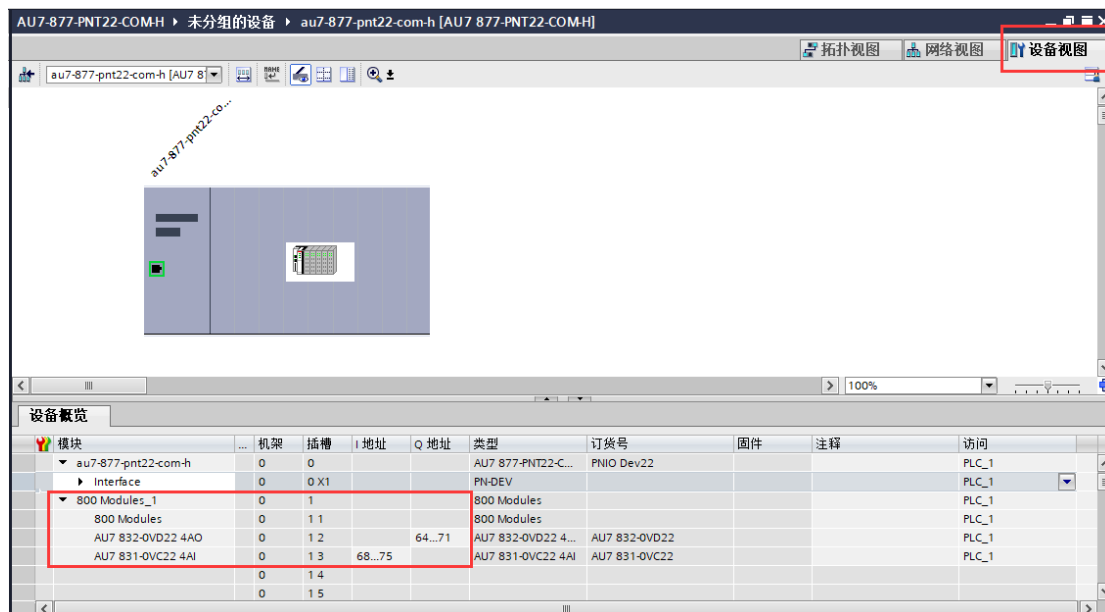 AU7-877-PNT22-COM-H ▸ 未分组的设备 ▸ au7-877-pnt22-com-h [AU7 877-PNT22-COM-H]
拓扑视图 网络视图 设备视图
au7-877-pnt22-com-h [AU7 8
au7-877-pnt22-co...
100%
设备概览
模块 ... 机架 插槽 I 地址 Q 地址 类型 订货号 固件 注释 访问
au7-877-pnt22-com-h 0 0 AU7 877-PNT22-C... PNIO Dev22 PLC_1
Interface 0 0 X1 PN-DEV PLC_1
800 Modules_1 0 1 800 Modules PLC_1
800 Modules 0 1 1 800 Modules PLC_1
AU7 832-0VD22 4AO 0 1 2 64...71 AU7 832-0VD22 4... AU7 832-0VD22 PLC_1
AU7 831-0VC22 4AI 0 1 3 68...75 AU7 831-0VC22 4AI AU7 831-0VC22 PLC_1
0 1 4
0 1 5